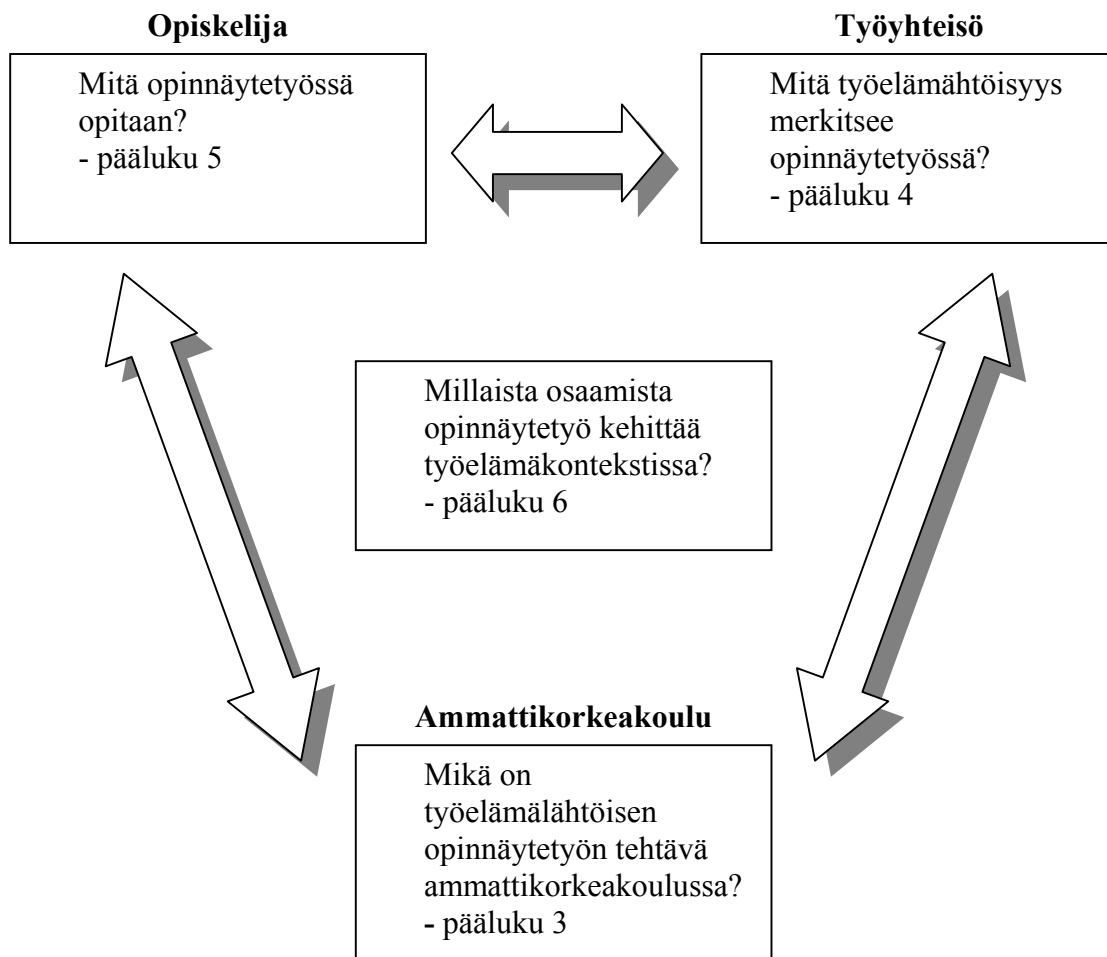 Opiskelija
Mitä opinnäytetyössä
opitaan?
- pääluku 5
Työyhteisö
Mitä työelämähtöisyys
merkitsee
opinnäytetyössä?
- pääluku 4
Millaista osaamista
opinnäytetyö kehittää
työelämäkontekstissa?
- pääluku 6
Ammattikorkeakoulu
Mikä on
työelämälähtöisen
opinnäytetyön tehtävä
ammattikorkeakoulussa?
- pääluku 3